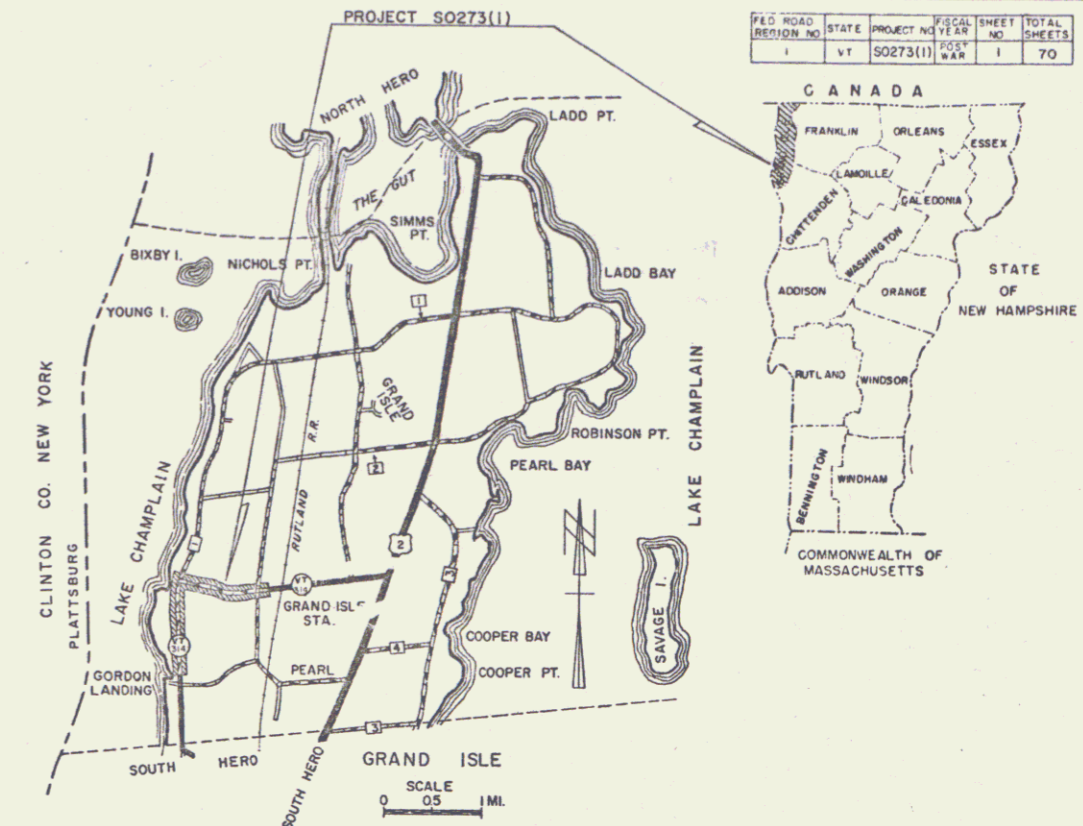 PROJECT SO273(1)
FED ROAD REGION NO
STATE
PROJECT NO
FISCAL YEAR
SHEET NO
TOTAL SHEETS
1
VT
SO273(1)
POST WAR
1
70
CANADA
FRANKLIN
ORLEANS
ESSEX
LAMOILLE
CALEDONIA
CHITTENDEN
WASHINGTON
ADDISON
ORANGE
STATE
OF
NEW HAMPSHIRE
RUTLAND
WINDSOR
BENNINGTON
WINDHAM
COMMONWEALTH OF
MASSACHUSETTS
NORTH HERO
LADD PT.
THE GUT
SIMMS
PT.
BIXBY I.
NICHOLS PT.
LADD BAY
YOUNG I.
1
GRAND
ISLE
ROBINSON PT.
2
PEARL BAY
R.R.
RUTLAND
LAKE CHAMPLAIN
CLINTON CO. NEW YORK
PLATTSBURG
LAKE CHAMPLAIN
2
N
3
VT
GRAND ISLE
STA.
SAVAGE I.
314
COOPER BAY
4
GORDON
LANDING
PEARL
COOPER PT.
3
SOUTH HERO
SOUTH HERO
GRAND ISLE
SCALE
0 0.5 1 MI.